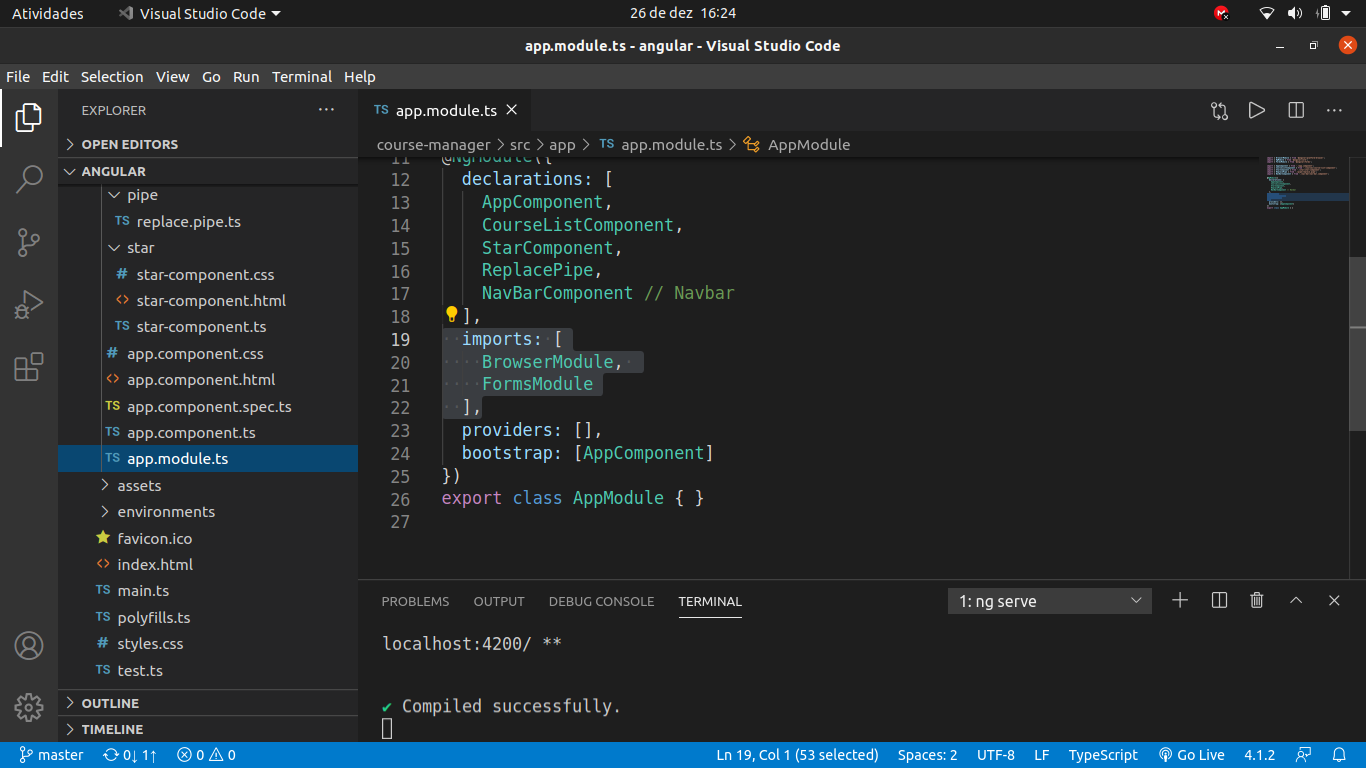 Atividades Visual Studio Code 26 de dez 16:24
app.module.ts - angular - Visual Studio Code
File Edit Selection View Go Run Terminal Help
EXPLORER
OPEN EDITORS
ANGULAR
pipe
TS replace.pipe.ts
star
# star-component.css
<> star-component.html
TS star-component.ts
# app.component.css
<> app.component.html
TS app.component.spec.ts
TS app.component.ts
TS app.module.ts
assets
environments
favicon.ico
<> index.html
TS main.ts
TS polyfills.ts
# styles.css
TS test.ts
OUTLINE
TIMELINE
TS app.module.ts
course-manager > src > app > TS app.module.ts > AppModule
11 @NgModule({
12 declarations: [
13 AppComponent,
14 CourseListComponent,
15 StarComponent,
16 ReplacePipe,
17 NavBarComponent // Navbar
18 ],
19 imports: [
20 BrowserModule,
21 FormsModule
22 ],
23 providers: [],
24 bootstrap: [AppComponent]
25 })
26 export class AppModule { }
27
PROBLEMS OUTPUT DEBUG CONSOLE TERMINAL 1: ng serve
localhost:4200/ **
✔ Compiled successfully.
master 0↓ 1↑ 0 0 Ln 19, Col 1 (53 selected) Spaces: 2 UTF-8 LF TypeScript Go Live 4.1.2